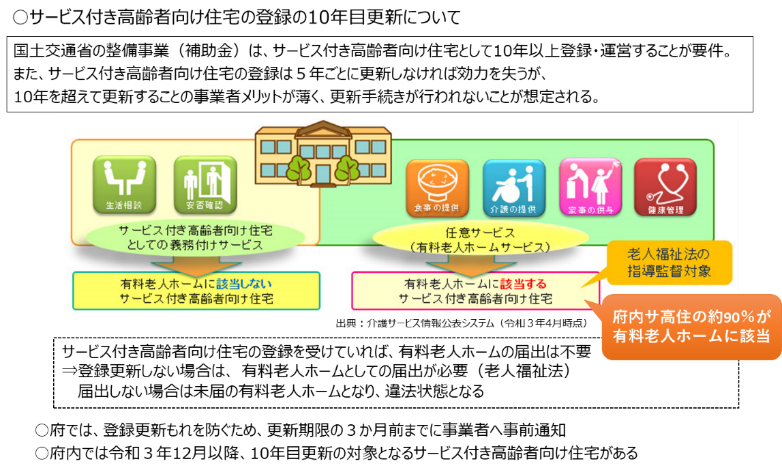 ○サービス付き高齢者向け住宅の登録の10年目更新について
国土交通省の整備事業（補助金）は、サービス付き高齢者向け住宅として10年以上登録・運営することが要件。
また、サービス付き高齢者向け住宅の登録は５年ごとに更新しなければ効力を失うが、
10年を超えて更新することの事業者メリットが薄く、更新手続きが行われないことが想定される。
生活相談
安否確認
食事の提供
介護の提供
家事の供与
健康管理
サービス付き高齢者向け住宅
としての義務付けサービス
任意サービス
（有料老人ホームサービス）
老人福祉法の
指導監督対象
有料老人ホームに該当しない
サービス付き高齢者向け住宅
有料老人ホームに該当する
サービス付き高齢者向け住宅
府内サ高住の約90％が
有料老人ホームに該当
出典：介護サービス情報公表システム（令和３年4月時点）
サービス付き高齢者向け住宅の登録を受けていれば、有料老人ホームの届出は不要
⇒登録更新しない場合は、有料老人ホームとしての届出が必要（老人福祉法）
届出しない場合は未届の有料老人ホームとなり、違法状態となる
○府では、登録更新もれを防ぐため、更新期限の３か月前までに事業者へ事前通知
○府内では令和３年12月以降、10年目更新の対象となるサービス付き高齢者向け住宅がある